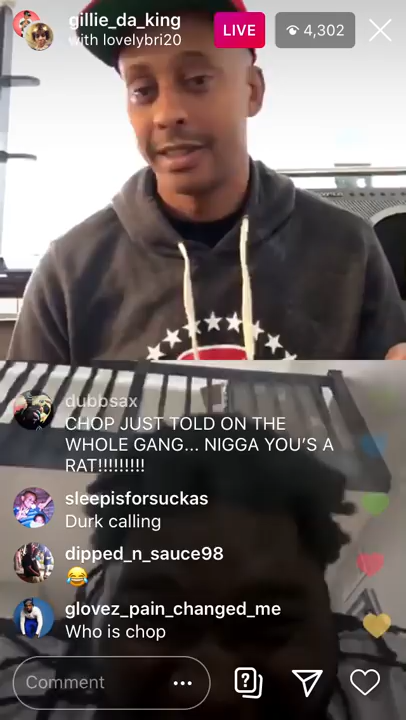 gillie_da_king
with lovelybri20
LIVE
4,302
dubbsax
CHOP JUST TOLD ON THE
WHOLE GANG... NIGGA YOU'S A
RAT!!!!!!!!!
sleepisforsuckas
Durk calling
dipped_n_sauce98
😂
glovez_pain_changed_me
Who is chop
Comment